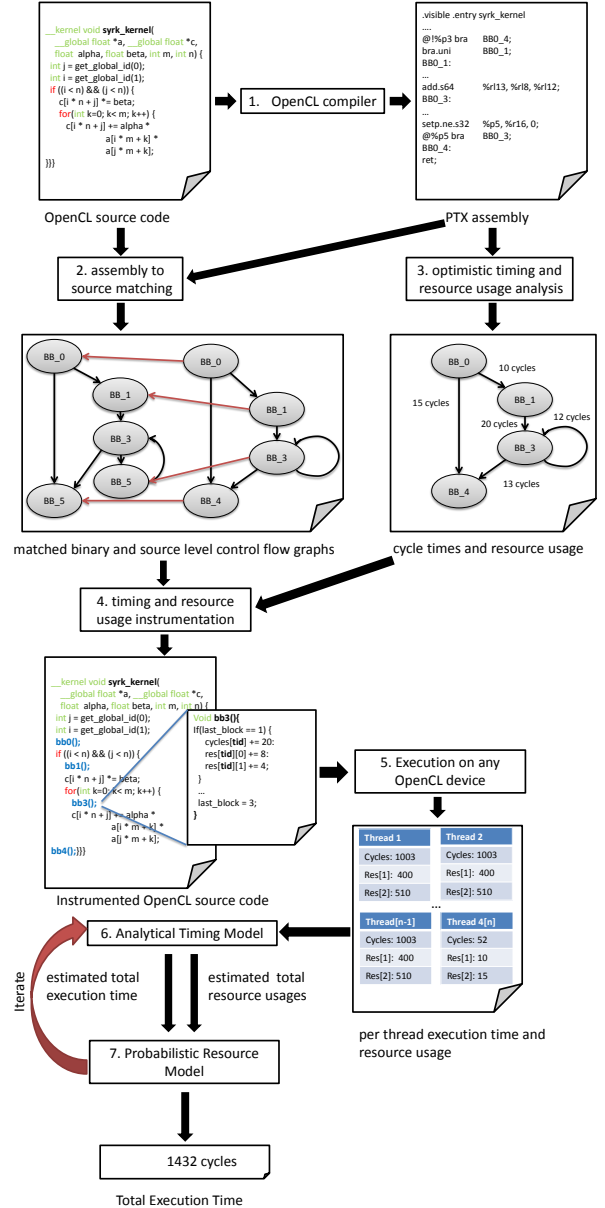 __kernel void syrk_kernel(
__global float *a, __global float *c,
float alpha, float beta, int m, int n) {
int j = get_global_id(0);
int i = get_global_id(1);
if ((i < n) && (j < n)) {
c[i * n + j] *= beta;
for(int k=0; k< m; k++) {
c[i * n + j] += alpha *
a[i * m + k] *
a[j * m + k];
}}}
OpenCL source code
1. OpenCL compiler
.visible .entry syrk_kernel
....
@!%p3 bra BB0_4;
bra.uni BB0_1;
BB0_1:
...
add.s64 %rl13, %rl8, %rl12;
BB0_3:
...
setp.ne.s32 %p5, %r16, 0;
@%p5 bra BB0_3;
BB0_4:
ret;
PTX assembly
2. assembly to
source matching
3. optimistic timing and
resource usage analysis
BB_0
BB_1
BB_3
BB_5
BB_5
BB_0
BB_1
BB_3
BB_4
matched binary and source level control flow graphs
BB_0
10 cycles
15 cycles
BB_1
20 cycles
12 cycles
BB_3
BB_4
13 cycles
cycle times and resource usage
4. timing and resource
usage instrumentation
__kernel void syrk_kernel(
__global float *a, __global float *c,
float alpha, float beta, int m, int n) {
int j = get_global_id(0);
int i = get_global_id(1);
bb0();
if ((i < n) && (j < n)) {
bb1();
c[i * n + j] *= beta;
for(int k=0; k< m; k++) {
bb3();
c[i * n + j] += alpha *
a[i * m + k] *
a[j * m + k];
bb4();}}}
Instrumented OpenCL source code
Void bb3(){
If(last_block == 1) {
cycles[tid] += 20:
res[tid][0] += 8:
res[tid][1] += 4;
}
...
last_block = 3;
}
5. Execution on any
OpenCL device
Thread 1
Cycles: 1003
Res[1]: 400
Res[2]: 510
Thread 2
Cycles: 1003
Res[1]: 400
Res[2]: 510
...
Thread[n-1]
Cycles: 1003
Res[1]: 400
Res[2]: 510
Thread 4[n]
Cycles: 52
Res[1]: 10
Res[2]: 15
per thread execution time and
resource usage
6. Analytical Timing Model
Iterate
estimated total
execution time
estimated total
resource usages
7. Probabilistic Resource
Model
1432 cycles
Total Execution Time